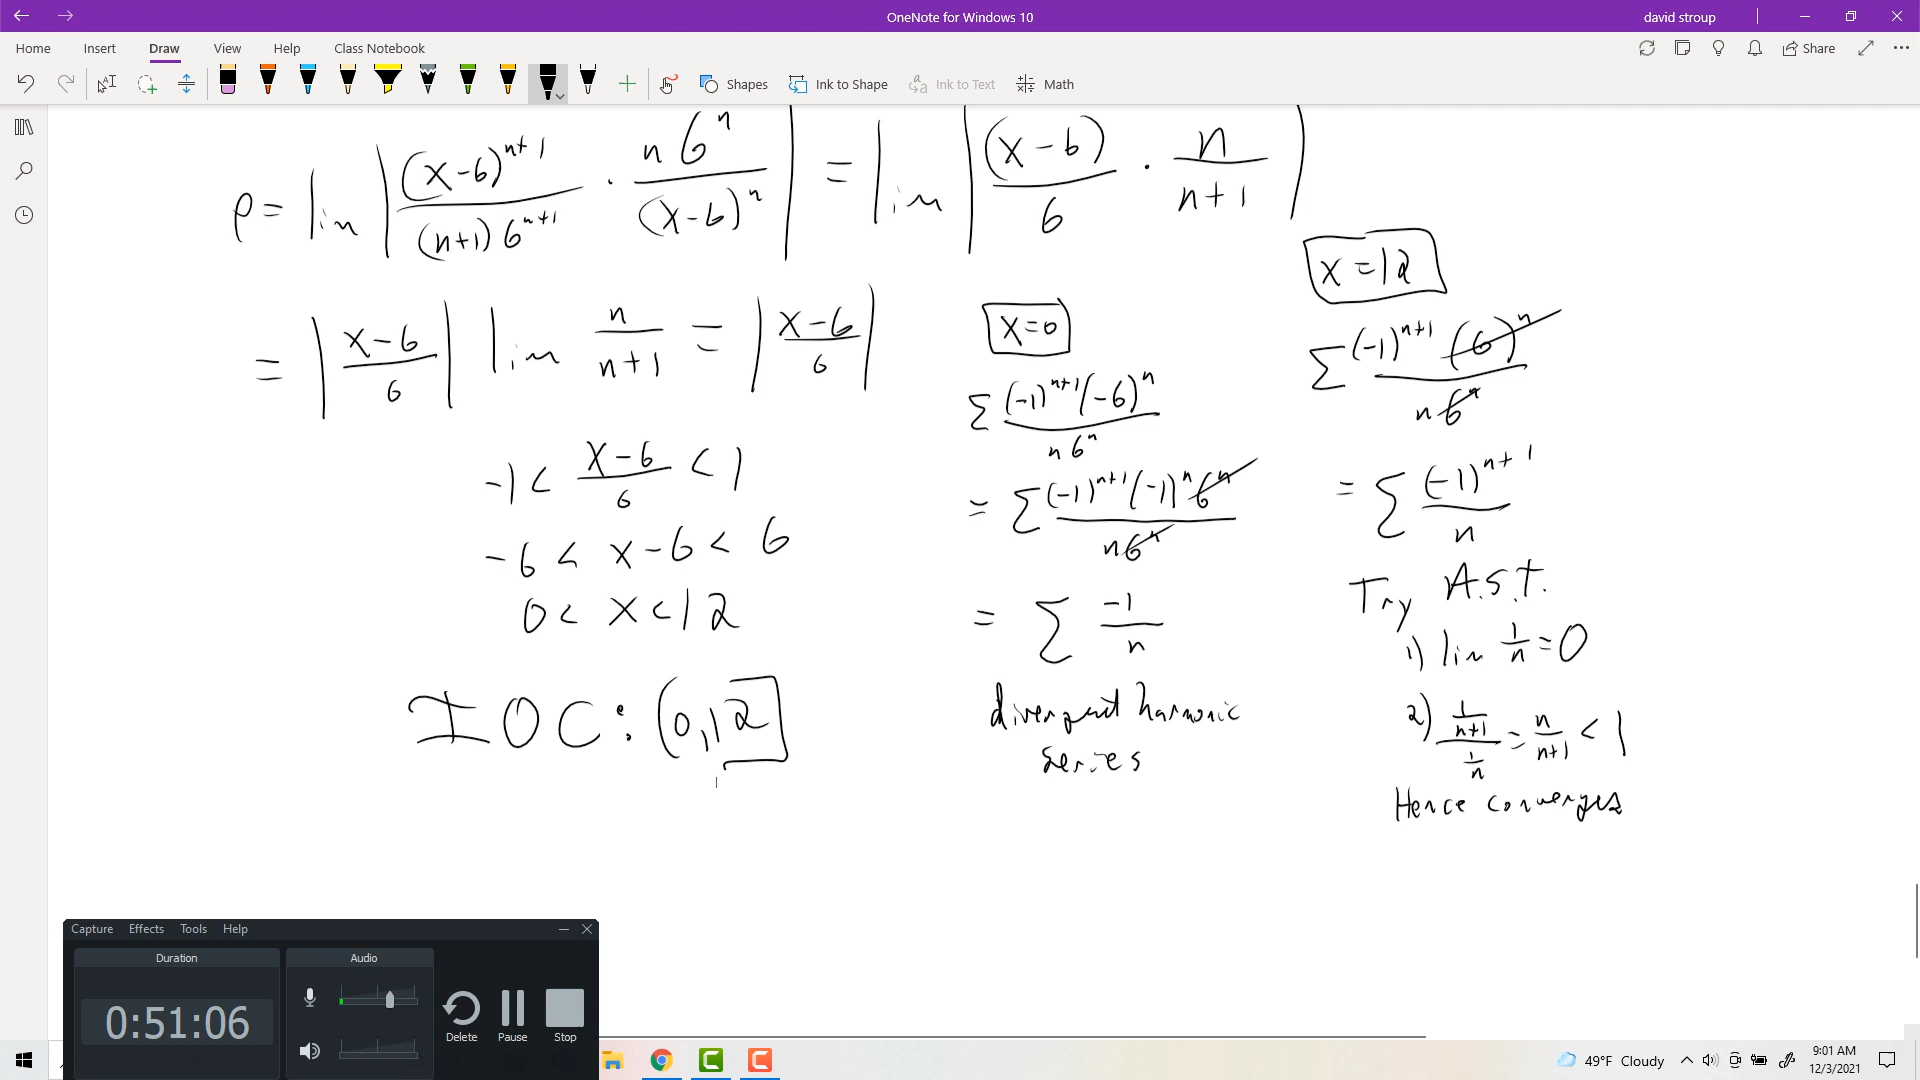 OneNote for Windows 10
david stroup
Home Insert Draw View Help Class Notebook
Share
Shapes Ink to Shape Ink to Text Math
ρ = lim |(x-6)^{n+1} / (n+1) 6^{n+1} · n 6^n / (x-6)^n| = lim |(x-6) / 6 · n / n+1|
= |x-6 / 6| lim n / n+1 = |x-6 / 6|
-1 < x-6 / 6 < 1
-6 < x-6 < 6
0 < x < 12
IOC: (0,12]
x=0
Σ (-1)^{n+1} (-6)^n / n 6^n
= Σ (-1)^{n+1} (-1)^n 6^n / n 6^n
= Σ -1 / n
divergent harmonic
series
x=12
Σ (-1)^{n+1} (6)^n / n 6^n
= Σ (-1)^{n+1} / n
Try A.S.T.
1) lim 1/n = 0
2) 1/n+1 / 1/n = n/n+1 < 1
Hence converges
Capture Effects Tools Help
Duration Audio
0:51:06
Delete Pause Stop
49°F Cloudy
9:01 AM
12/3/2021